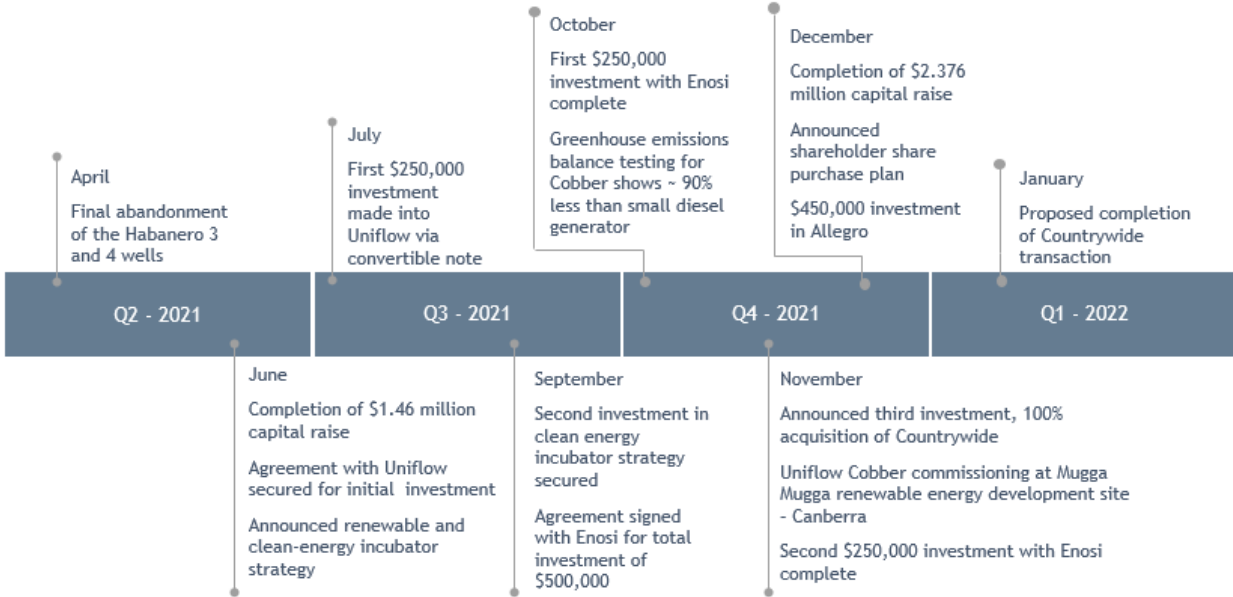 October
First $250,000
investment with Enosi
complete
Greenhouse emissions
balance testing for
Cobber shows ~ 90%
less than small diesel
generator
December
Completion of $2.376
million capital raise
Announced
shareholder share
purchase plan
$450,000 investment
in Allegro
July
First $250,000
investment
made into
Uniflow via
convertible note
April
Final abandonment
of the Habanero 3
and 4 wells
January
Proposed completion
of Countrywide
transaction
Q2 - 2021
Q3 - 2021
Q4 - 2021
Q1 - 2022
June
Completion of $1.46 million
capital raise
Agreement with Uniflow
secured for initial investment
Announced renewable and
clean-energy incubator
strategy
September
Second investment in
clean energy
incubator strategy
secured
Agreement signed
with Enosi for total
investment of
$500,000
November
Announced third investment, 100%
acquisition of Countrywide
Uniflow Cobber commissioning at Mugga
Mugga renewable energy development site
- Canberra
Second $250,000 investment with Enosi
complete